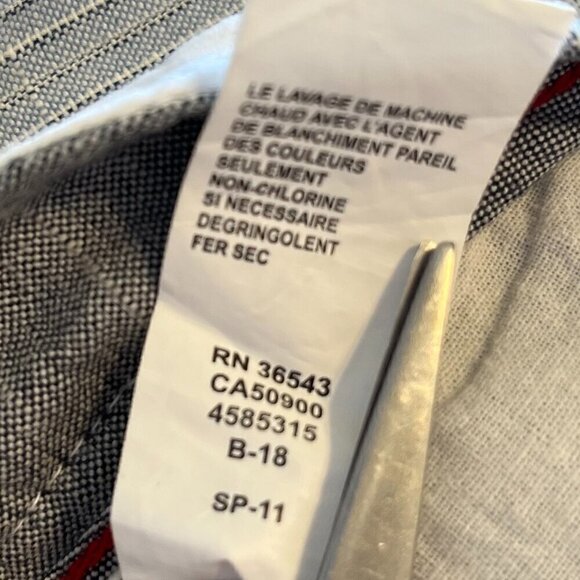 LE LAVAGE DE MACHINE
CHAUD AVEC L'AGENT
DE BLANCHIMENT PAREIL
DES COULEURS
SEULEMENT
NON-CHLORINE
SI NECESSAIRE
DEGRINGOLENT
FER SEC
RN 36543
CA50900
4585315
B-18
SP-11